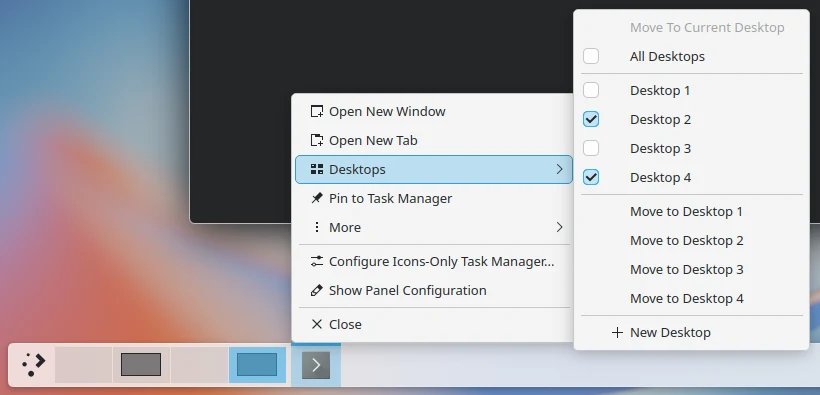 Move To Current Desktop
All Desktops
Desktop 1
Desktop 2
Desktop 3
Desktop 4
Move to Desktop 1
Move to Desktop 2
Move to Desktop 3
Move to Desktop 4
New Desktop
Open New Window
Open New Tab
Desktops
Pin to Task Manager
More
Configure Icons-Only Task Manager...
Show Panel Configuration
Close